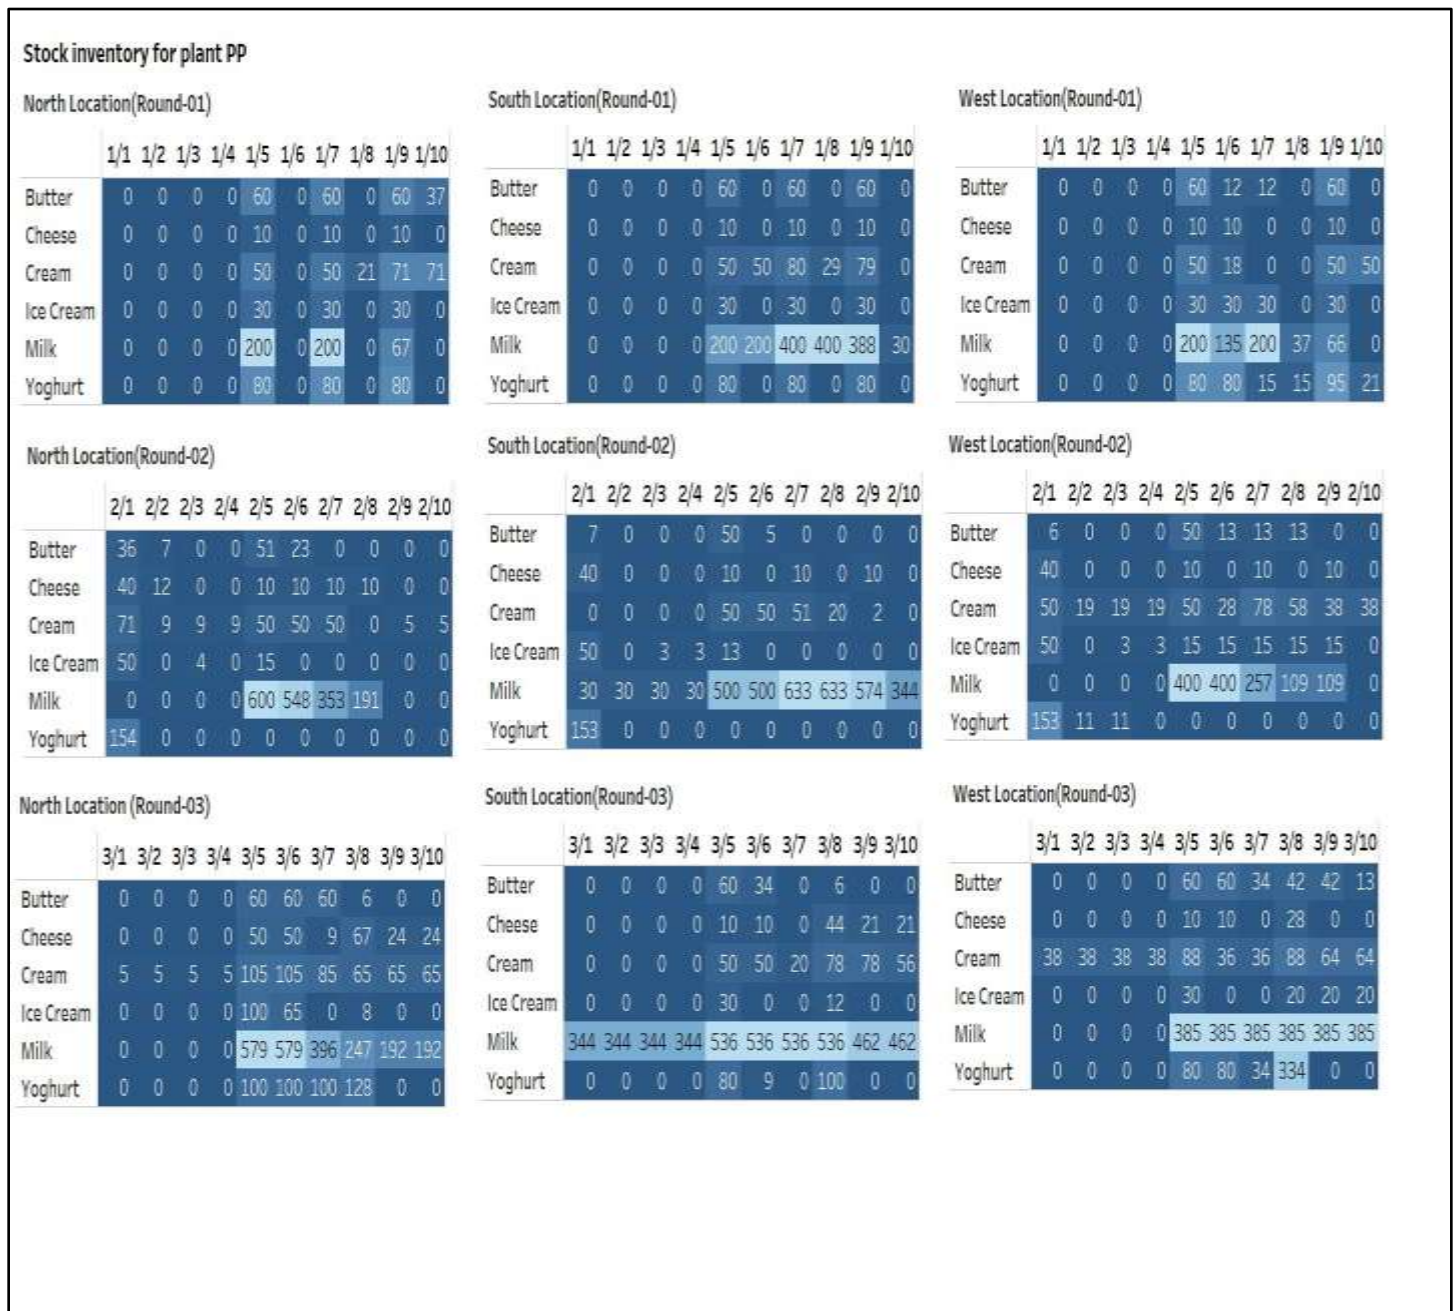 Stock inventory for plant PP
North Location(Round-01)
1/1 1/2 1/3 1/4 1/5 1/6 1/7 1/8 1/9 1/10
Butter 0 0 0 0 60 0 60 0 60 37
Cheese 0 0 0 0 10 0 10 0 10 0
Cream 0 0 0 0 50 0 50 21 71 71
Ice Cream 0 0 0 0 30 0 30 0 30 0
Milk 0 0 0 0 200 0 200 0 67 0
Yoghurt 0 0 0 0 80 0 80 0 80 0
South Location(Round-01)
1/1 1/2 1/3 1/4 1/5 1/6 1/7 1/8 1/9 1/10
Butter 0 0 0 0 60 0 60 0 60 0
Cheese 0 0 0 0 10 0 10 0 10 0
Cream 0 0 0 0 50 50 80 29 79 0
Ice Cream 0 0 0 0 30 0 30 0 30 0
Milk 0 0 0 0 200 200 400 400 388 30
Yoghurt 0 0 0 0 80 0 80 0 80 0
West Location(Round-01)
1/1 1/2 1/3 1/4 1/5 1/6 1/7 1/8 1/9 1/10
Butter 0 0 0 0 60 12 12 0 60 0
Cheese 0 0 0 0 10 10 0 0 10 0
Cream 0 0 0 0 50 18 0 0 50 50
Ice Cream 0 0 0 0 30 30 30 0 30 0
Milk 0 0 0 0 200 135 200 37 66 0
Yoghurt 0 0 0 0 80 80 15 15 95 21
North Location(Round-02)
2/1 2/2 2/3 2/4 2/5 2/6 2/7 2/8 2/9 2/10
Butter 36 7 0 0 51 23 0 0 0 0
Cheese 40 12 0 0 10 10 10 10 0 0
Cream 71 9 9 9 50 50 50 0 5 5
Ice Cream 50 0 4 0 15 0 0 0 0 0
Milk 0 0 0 0 600 548 353 191 0 0
Yoghurt 154 0 0 0 0 0 0 0 0 0
South Location(Round-02)
2/1 2/2 2/3 2/4 2/5 2/6 2/7 2/8 2/9 2/10
Butter 7 0 0 0 50 5 0 0 0 0
Cheese 40 0 0 0 10 0 10 0 10 0
Cream 0 0 0 0 50 50 51 20 2 0
Ice Cream 50 0 3 3 13 0 0 0 0 0
Milk 30 30 30 30 500 500 633 633 574 344
Yoghurt 153 0 0 0 0 0 0 0 0 0
West Location(Round-02)
2/1 2/2 2/3 2/4 2/5 2/6 2/7 2/8 2/9 2/10
Butter 6 0 0 0 50 13 13 13 0 0
Cheese 40 0 0 0 10 0 10 0 10 0
Cream 50 19 19 19 50 28 78 58 38 38
Ice Cream 50 0 3 3 15 15 15 15 15 0
Milk 0 0 0 0 400 400 257 109 109 0
Yoghurt 153 11 11 0 0 0 0 0 0 0
North Location (Round-03)
3/1 3/2 3/3 3/4 3/5 3/6 3/7 3/8 3/9 3/10
Butter 0 0 0 0 60 60 60 6 0 0
Cheese 0 0 0 0 50 50 9 67 24 24
Cream 5 5 5 5 105 105 85 65 65 65
Ice Cream 0 0 0 0 100 65 0 8 0 0
Milk 0 0 0 0 579 579 396 247 192 192
Yoghurt 0 0 0 0 100 100 100 128 0 0
South Location(Round-03)
3/1 3/2 3/3 3/4 3/5 3/6 3/7 3/8 3/9 3/10
Butter 0 0 0 0 60 34 0 6 0 0
Cheese 0 0 0 0 10 10 0 44 21 21
Cream 0 0 0 0 50 50 20 78 78 56
Ice Cream 0 0 0 0 30 0 0 12 0 0
Milk 344 344 344 344 536 536 536 536 462 462
Yoghurt 0 0 0 0 80 9 0 100 0 0
West Location(Round-03)
3/1 3/2 3/3 3/4 3/5 3/6 3/7 3/8 3/9 3/10
Butter 0 0 0 0 60 60 34 42 42 13
Cheese 0 0 0 0 10 10 0 28 0 0
Cream 38 38 38 38 88 36 36 88 64 64
Ice Cream 0 0 0 0 30 0 0 20 20 20
Milk 0 0 0 0 385 385 385 385 385 385
Yoghurt 0 0 0 0 80 80 34 334 0 0